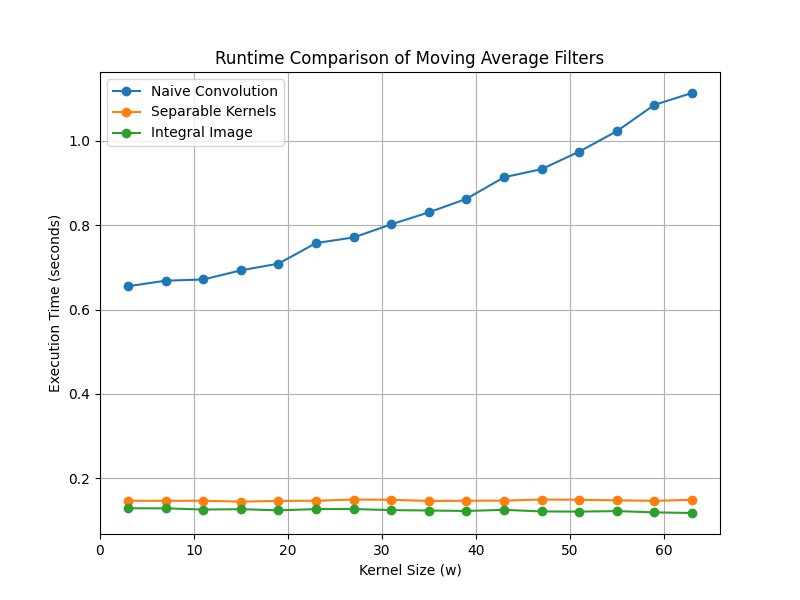 Runtime Comparison of Moving Average Filters
Naive Convolution
Separable Kernels
Integral Image
Execution Time (seconds)
1.0
0.8
0.6
0.4
0.2
0 10 20 30 40 50 60
Kernel Size (w)